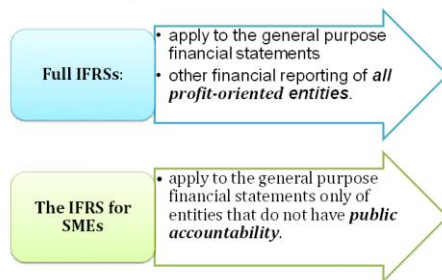 Full IFRSs:
• apply to the general purpose
financial statements
• other financial reporting of all
profit-oriented entities.
The IFRS for
SMEs
• apply to the general purpose
financial statements only of
entities that do not have public
accountability.